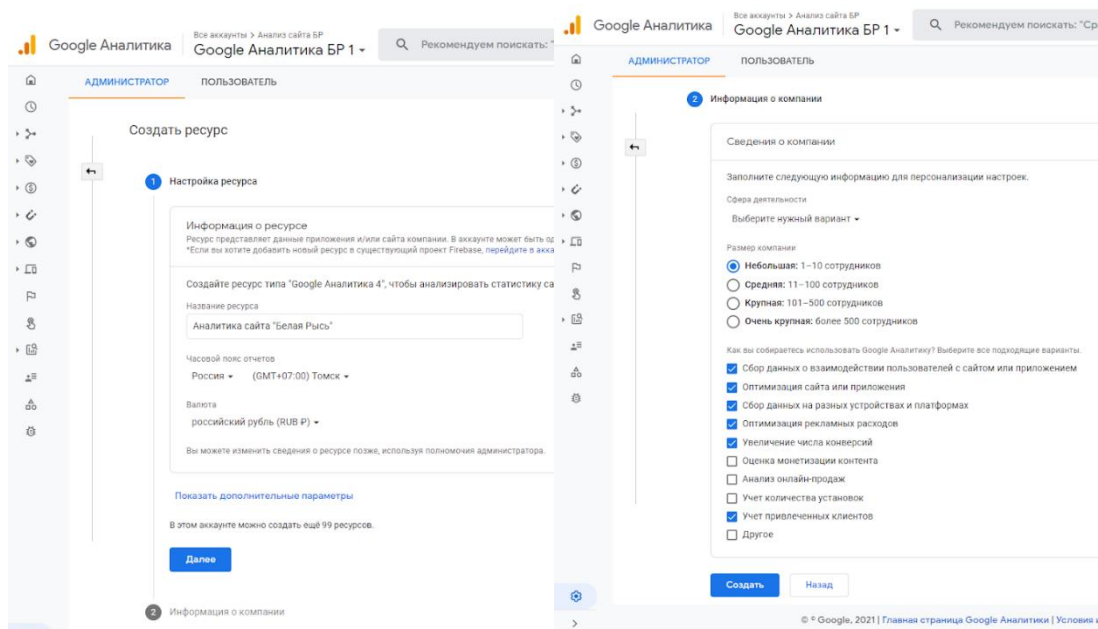 Google Аналитика
Все аккаунты > Анализ сайта БР
Google Аналитика БР 1
Рекомендуем поискать: "
АДМИНИСТРАТОР
ПОЛЬЗОВАТЕЛЬ
Создать ресурс
1 Настройка ресурса
Информация о ресурсе
Ресурс представляет данные приложения и/или сайта компании. В аккаунте может быть од
*Если вы хотите добавить новый ресурс в существующий проект Firebase, перейдите в акка
Создайте ресурс типа "Google Аналитика 4", чтобы анализировать статистику са
Название ресурса
Аналитика сайта "Белая Рысь"
Часовой пояс отчетов
Россия (GMT+07:00) Томск
Валюта
российский рубль (RUB ₽)
Вы можете изменить сведения о ресурсе позже, используя полномочия администратора.
Показать дополнительные параметры
В этом аккаунте можно создать ещё 99 ресурсов.
Далее
2 Информация о компании
Google Аналитика
Все аккаунты > Анализ сайта БР
Google Аналитика БР 1
Рекомендуем поискать: "Ср
АДМИНИСТРАТОР
ПОЛЬЗОВАТЕЛЬ
2 Информация о компании
Сведения о компании
Заполните следующую информацию для персонализации настроек.
Сфера деятельности
Выберите нужный вариант
Размер компании
Небольшая: 1–10 сотрудников
Средняя: 11–100 сотрудников
Крупная: 101–500 сотрудников
Очень крупная: более 500 сотрудников
Как вы собираетесь использовать Google Аналитику? Выберите все подходящие варианты.
Сбор данных о взаимодействии пользователей с сайтом или приложением
Оптимизация сайта или приложения
Сбор данных на разных устройствах и платформах
Оптимизация рекламных расходов
Увеличение числа конверсий
Оценка монетизации контента
Анализ онлайн-продаж
Учет количества установок
Учет привлеченных клиентов
Другое
Создать
Назад
© ® Google, 2021 | Главная страница Google Аналитики | Условия и